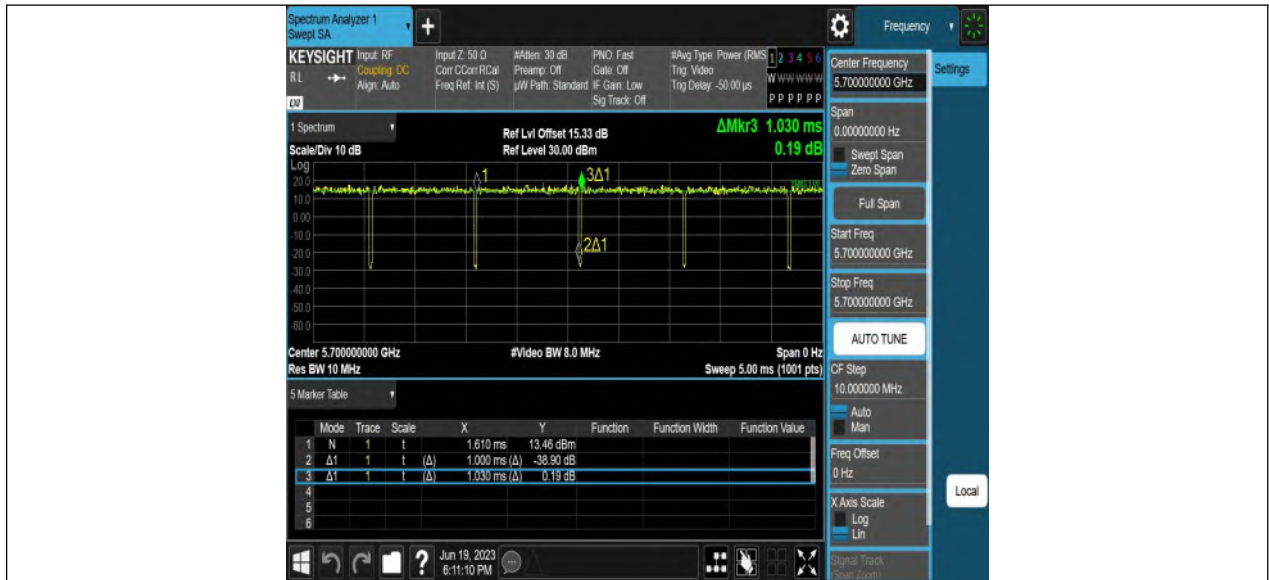 Spectrum Analyzer 1
Swept SA
+
Frequency
KEYSIGHT
RL
LXI
Input: RF
Coupling: DC
Align: Auto
Input Z: 50 Ω
Corr CCorr RCal
Freq Ref: Int (S)
#Atten: 30 dB
Preamp: Off
µW Path: Standard
PNO: Fast
Gate: Off
IF Gain: Low
Sig Track: Off
#Avg Type: Power (RMS
Trig: Video
Trig Delay: -50.00 µs
1 2 3 4 5 6
W W W W W W
P P P P P P
1 Spectrum
Scale/Div 10 dB
Ref Lvl Offset 15.33 dB
Ref Level 30.00 dBm
ΔMkr3 1.030 ms
0.19 dB
Log
20.0
10.0
0.00
-10.0
-20.0
-30.0
-40.0
-50.0
-60.0
1
3Δ1
2Δ1
TRIG LVL
Center 5.700000000 GHz
#Video BW 8.0 MHz
Span 0 Hz
Res BW 10 MHz
Sweep 5.00 ms (1001 pts)
5 Marker Table
Mode Trace Scale X Y Function Function Width Function Value
1 N 1 t 1.610 ms 13.46 dBm
2 Δ1 1 t (Δ) 1.000 ms (Δ) -38.90 dB
3 Δ1 1 t (Δ) 1.030 ms (Δ) 0.19 dB
4
5
6
?
Jun 19, 2023
6:11:10 PM
Center Frequency
5.700000000 GHz
Span
0.00000000 Hz
Swept Span
Zero Span
Full Span
Start Freq
5.700000000 GHz
Stop Freq
5.700000000 GHz
AUTO TUNE
CF Step
10.000000 MHz
Auto
Man
Freq Offset
0 Hz
X Axis Scale
Log
Lin
Signal Track
(Span Zoom)
Settings
Local